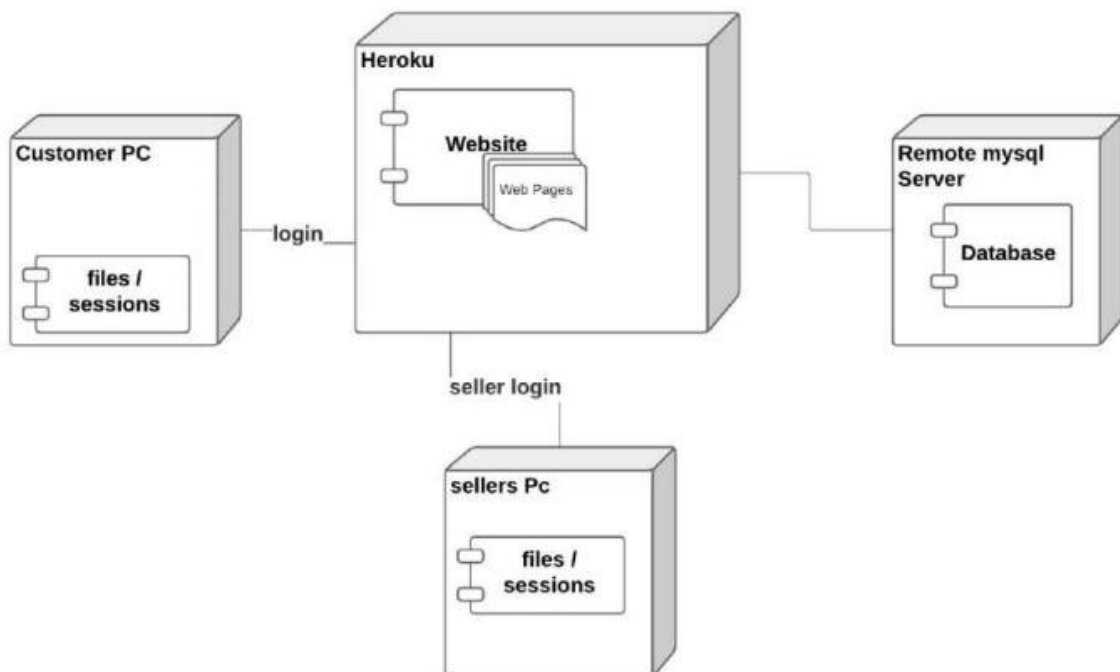 Heroku
Website
Web Pages
Customer PC
files /
sessions
login
Remote mysql
Server
Database
seller login
sellers Pc
files /
sessions